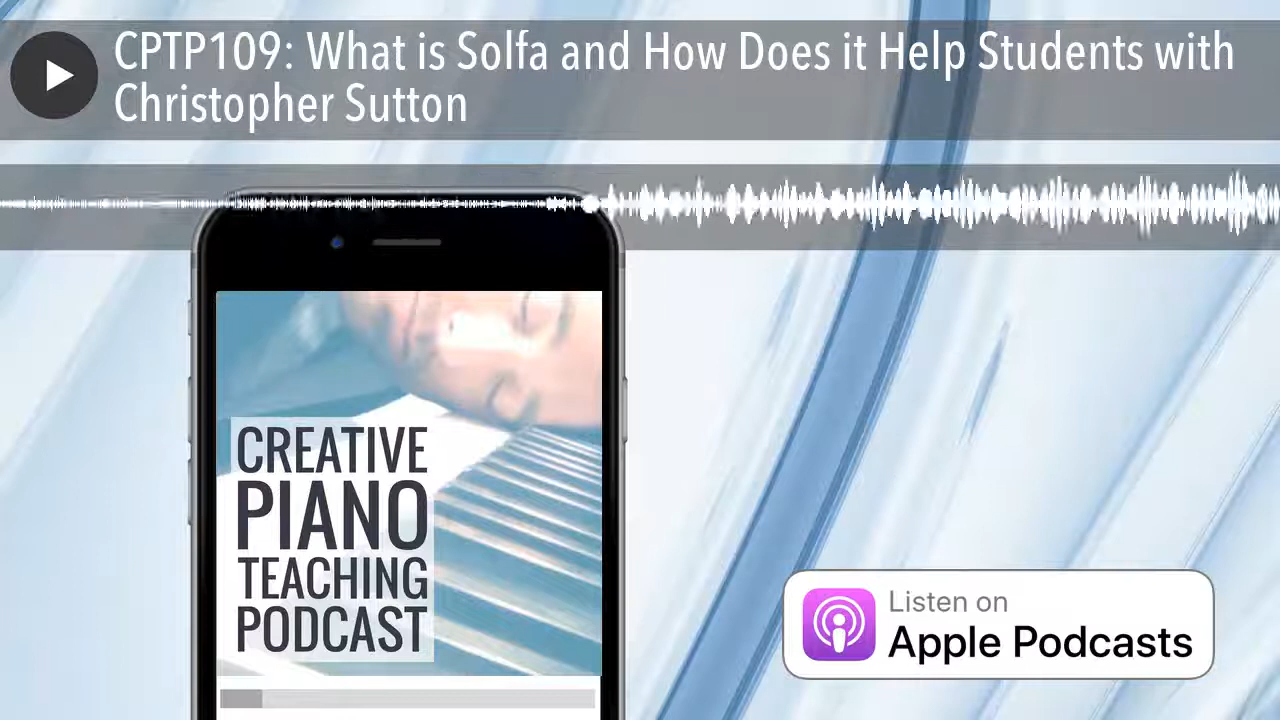 CPTP109: What is Solfa and How Does it Help Students with
Christopher Sutton
CREATIVE
PIANO
TEACHING
PODCAST
Listen on
Apple Podcasts